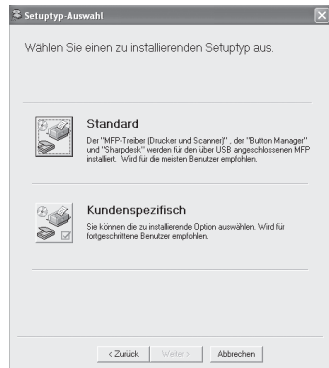 Setuptyp-Auswahl
Wählen Sie einen zu installierenden Setuptyp aus.
Standard
Der "MFP-Treiber (Drucker und Scanner)" , der "Button Manager"
und "Sharpdesk" werden für den über USB angeschlossenen MFP
installiert. Wird für die meisten Benutzer empfohlen.
Kundenspezifisch
Sie können die zu installierende Option auswählen. Wird für
fortgeschrittene Benutzer empfohlen.
< Zurück Weiter > Abbrechen